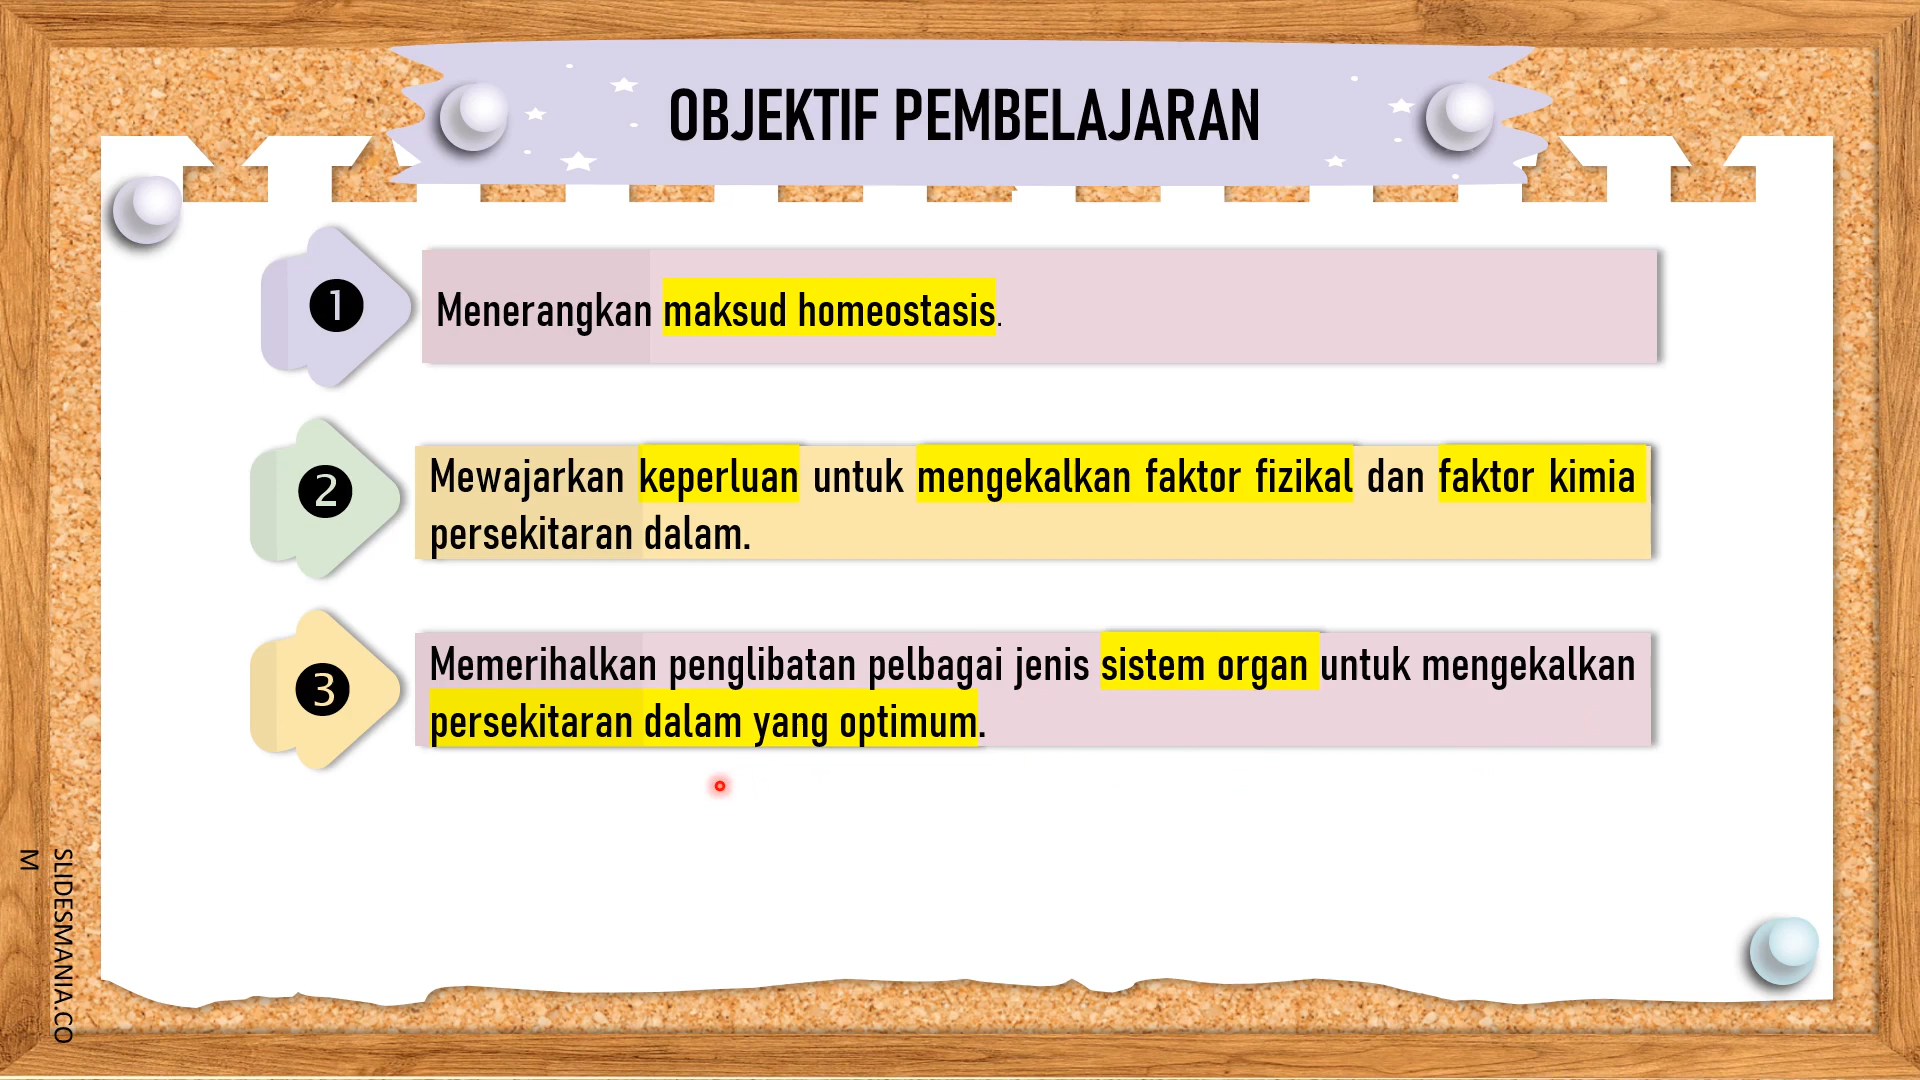 OBJEKTIF PEMBELAJARAN
1
Menerangkan maksud homeostasis.
2
Mewajarkan keperluan untuk mengekalkan faktor fizikal dan faktor kimia
persekitaran dalam.
3
Memerihalkan penglibatan pelbagai jenis sistem organ untuk mengekalkan
persekitaran dalam yang optimum.
SLIDESMANIA.CO
M